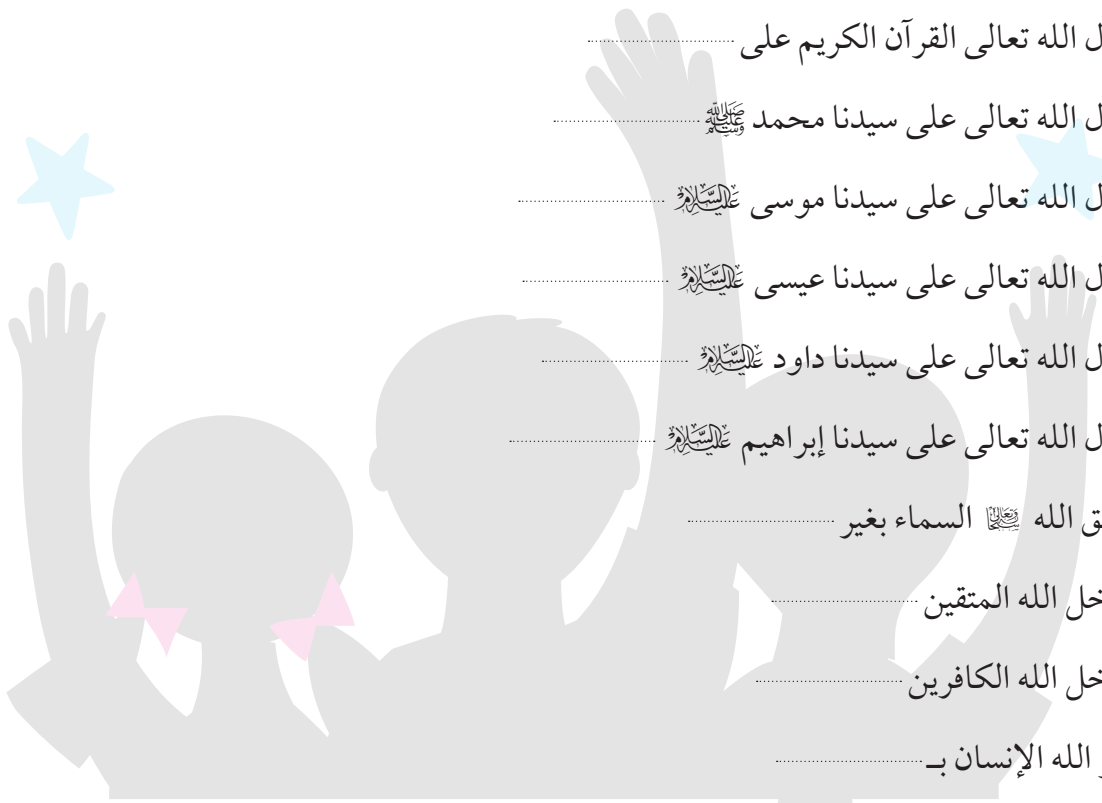 ل الله تعالى القرآن الكريم على
ل الله تعالى على سيدنا محمد ﷺ
ل الله تعالى على سيدنا موسى عليه السلام
ل الله تعالى على سيدنا عيسى عليه السلام
ل الله تعالى على سيدنا داود عليه السلام
ل الله تعالى على سيدنا إبراهيم عليه السلام
ق الله سبحانه وتعالى السماء بغير
خل الله المتقين
خل الله الكافرين
الله الإنسان بـ